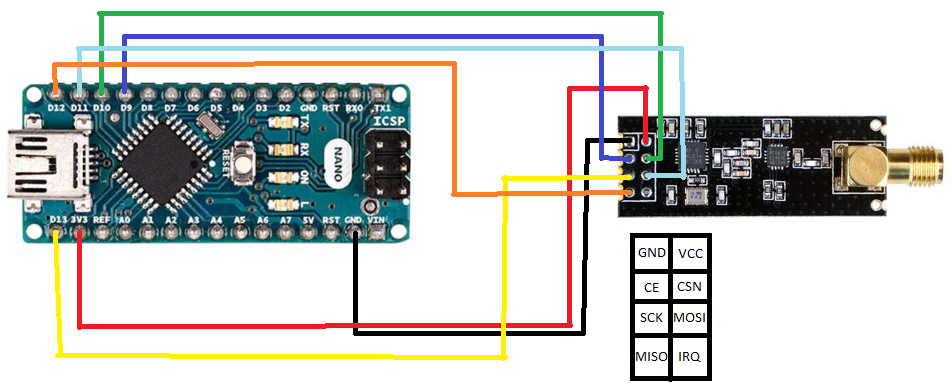 D12 D11 D10 D9 D8 D7 D6 D5 D4 D3 D2 GND RST RX0 TX1
TX
ICSP
RX
RESET
NANO
ON
L
D13 3V3 REF A0 A1 A2 A3 A4 A5 A6 A7 5V RST GND VIN
GND VCC
CE CSN
SCK MOSI
MISO IRQ